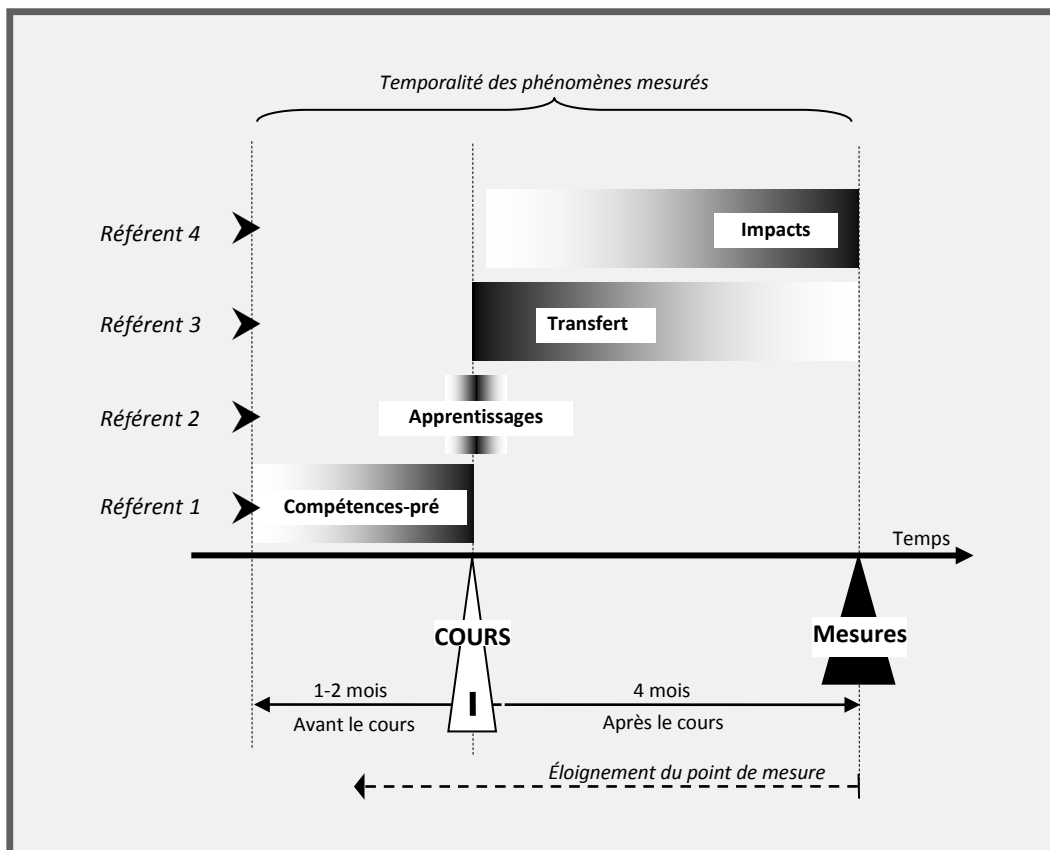 Temporalité des phénomènes mesurés
Référent 4
Impacts
Référent 3
Transfert
Référent 2
Apprentissages
Référent 1
Compétences-pré
Temps
COURS
Mesures
1-2 mois
4 mois
Avant le cours
Après le cours
Éloignement du point de mesure